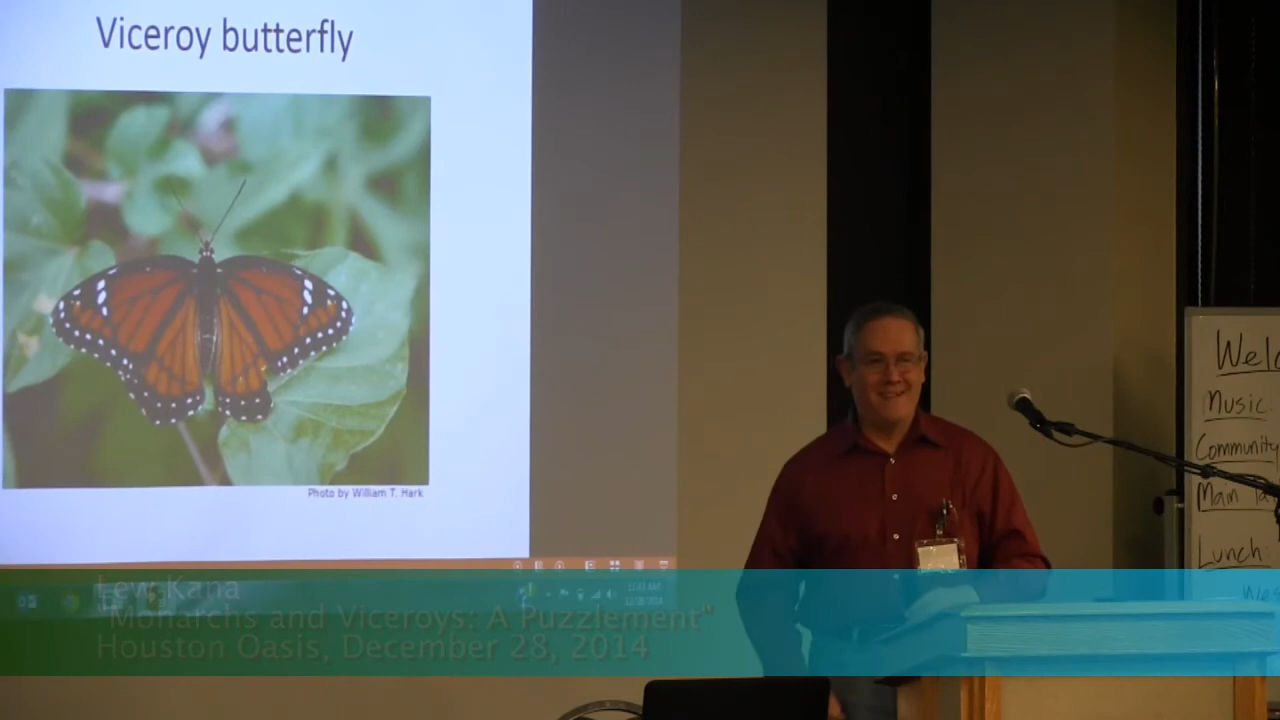 Viceroy butterfly
Photo by William T. Hark
Lew Kana
"Monarchs and Viceroys: A Puzzlement"
Houston Oasis, December 28, 2014
Music
Community
Main
Lunch: